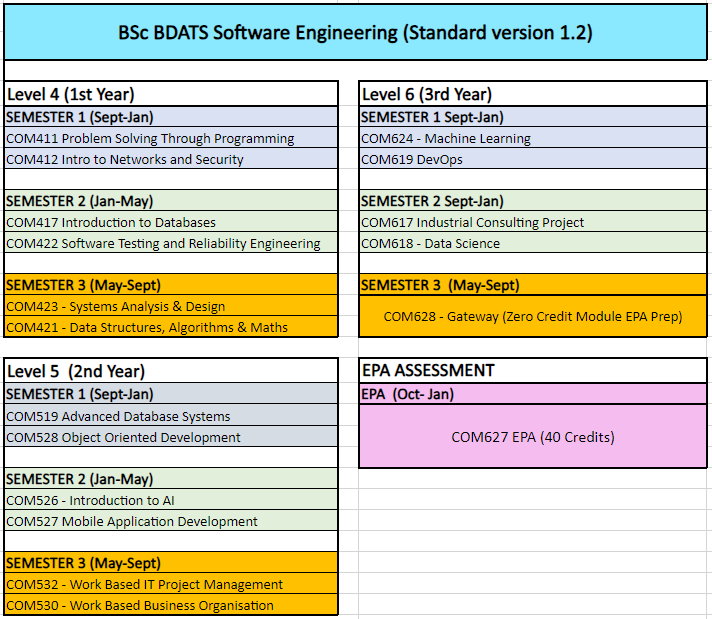 BSc BDATS Software Engineering (Standard version 1.2)
Level 4 (1st Year)
SEMESTER 1 (Sept-Jan)
COM411 Problem Solving Through Programming
COM412 Intro to Networks and Security
SEMESTER 2 (Jan-May)
COM417 Introduction to Databases
COM422 Software Testing and Reliability Engineering
SEMESTER 3 (May-Sept)
COM423 - Systems Analysis & Design
COM421 - Data Structures, Algorithms & Maths
Level 5  (2nd Year)
SEMESTER 1 (Sept-Jan)
COM519 Advanced Database Systems
COM528 Object Oriented Development
SEMESTER 2 (Jan-May)
COM526 - Introduction to AI
COM527 Mobile Application Development
SEMESTER 3 (May-Sept)
COM532 - Work Based IT Project Management
COM530 - Work Based Business Organisation
Level 6 (3rd Year)
SEMESTER 1 Sept-Jan)
COM624 - Machine Learning
COM619 DevOps
SEMESTER 2 Sept-Jan)
COM617 Industrial Consulting Project
COM618 - Data Science
SEMESTER 3  (May-Sept)
COM628 - Gateway (Zero Credit Module EPA Prep)
EPA ASSESSMENT
EPA  (Oct- Jan)
COM627 EPA (40 Credits)